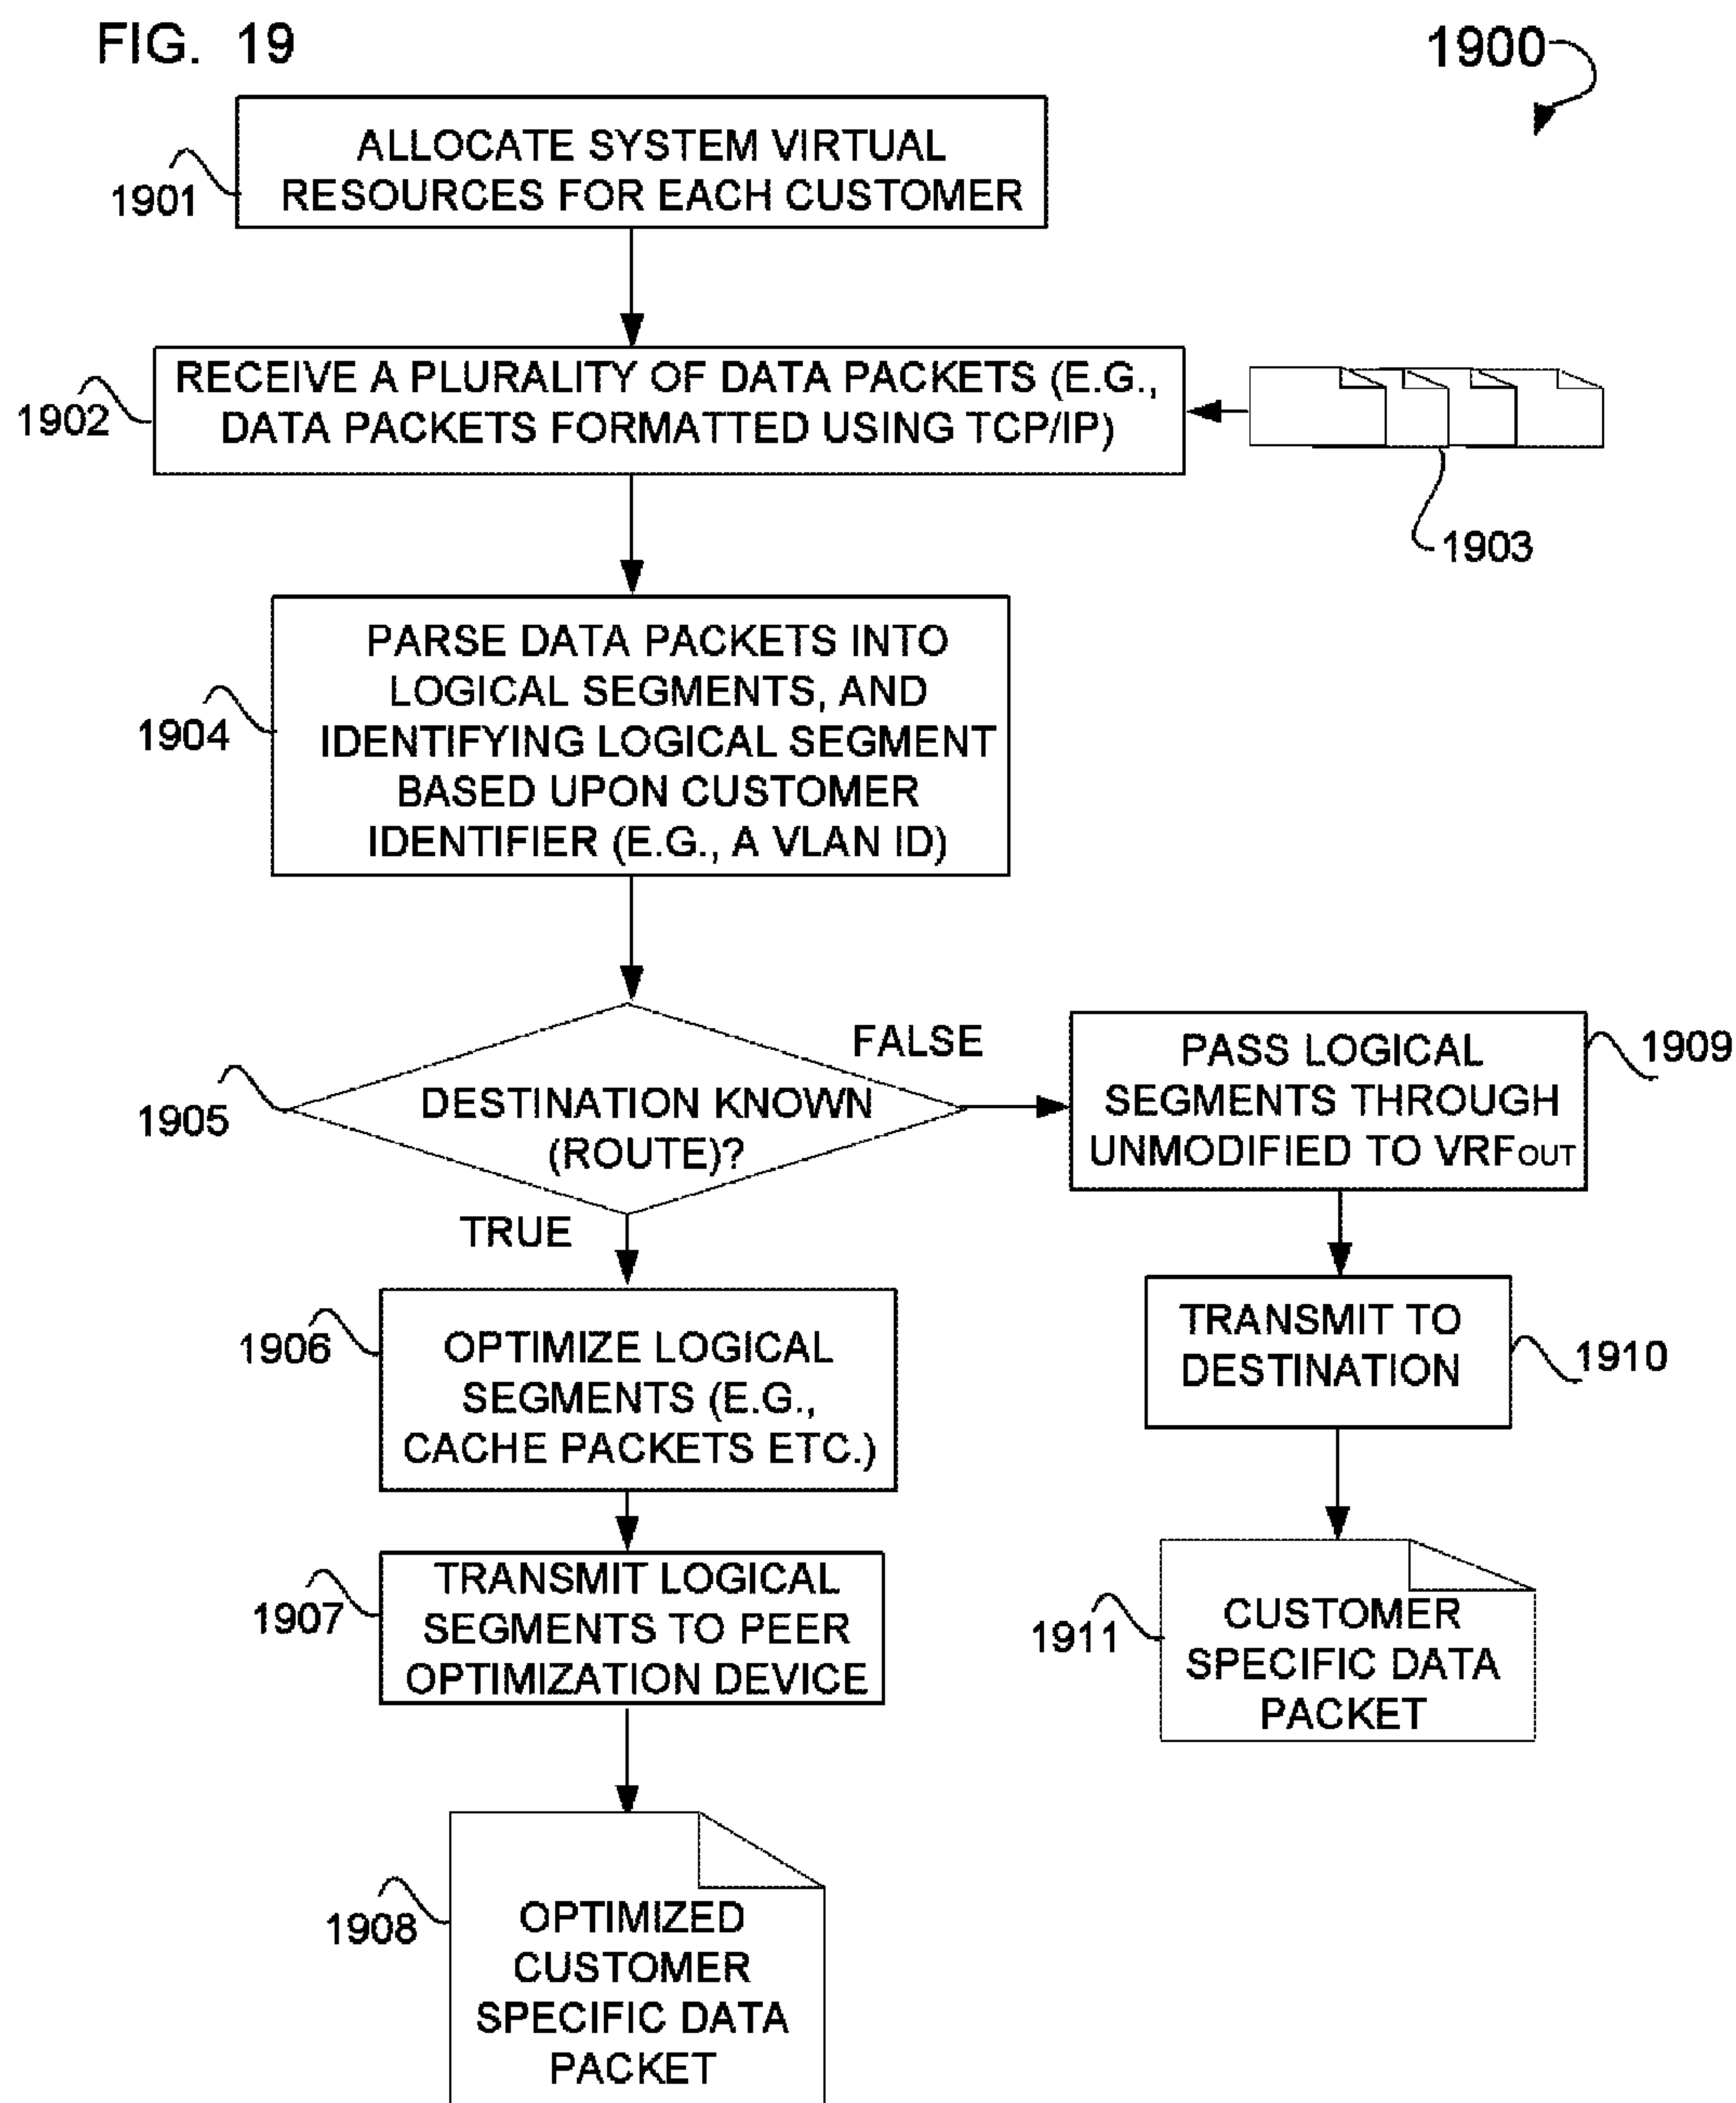 FIG. 19
1900
ALLOCATE SYSTEM VIRTUAL
RESOURCES FOR EACH CUSTOMER
1901
RECEIVE A PLURALITY OF DATA PACKETS (E.G.,
DATA PACKETS FORMATTED USING TCP/IP)
1902
1903
PARSE DATA PACKETS INTO
LOGICAL SEGMENTS, AND
IDENTIFYING LOGICAL SEGMENT
BASED UPON CUSTOMER
IDENTIFIER (E.G., A VLAN ID)
1904
FALSE
DESTINATION KNOWN
(ROUTE)?
1905
TRUE
PASS LOGICAL
SEGMENTS THROUGH
UNMODIFIED TO VRFOUT
1909
OPTIMIZE LOGICAL
SEGMENTS (E.G.,
CACHE PACKETS ETC.)
1906
TRANSMIT TO
DESTINATION
1910
TRANSMIT LOGICAL
SEGMENTS TO PEER
OPTIMIZATION DEVICE
1907
CUSTOMER
SPECIFIC DATA
PACKET
1911
OPTIMIZED
CUSTOMER
SPECIFIC DATA
PACKET
1908